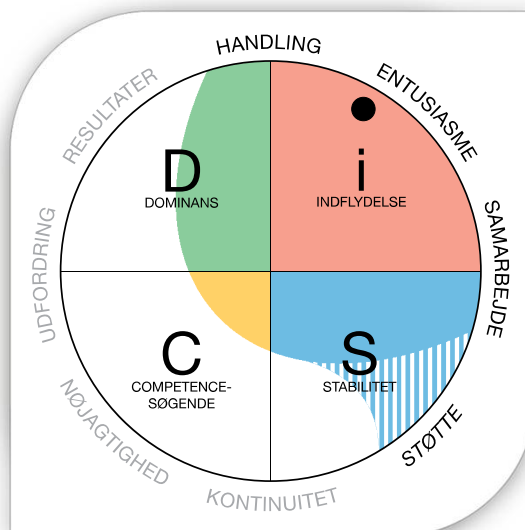 HANDLING
ENTUSIASME
RESULTATER
D
DOMINANS
i
INDFLYDELSE
SAMARBEJDE
UDFORDRING
C
COMPETENCE-
SØGENDE
S
STABILITET
STØTTE
NØJAGTIGHED
KONTINUITET